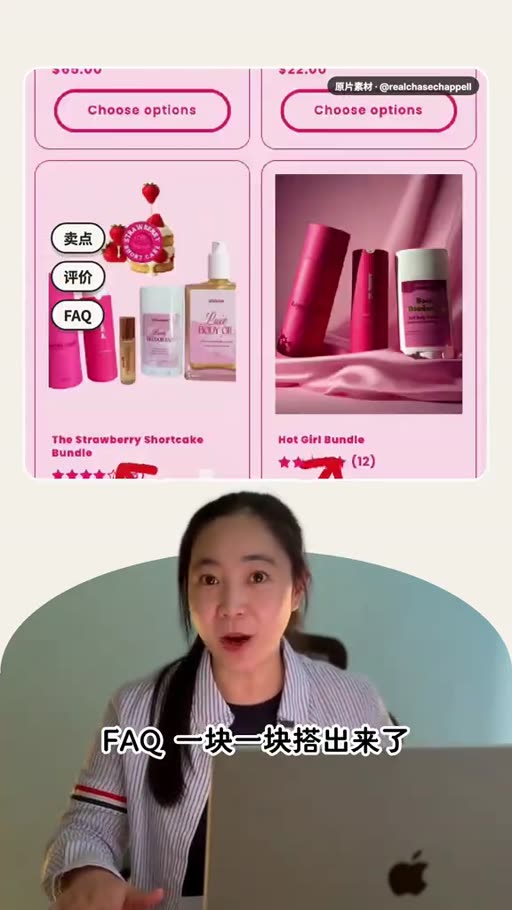 $65.00
$22.00
原片素材 · @realchasechappell
Choose options
Choose options
卖点
评价
FAQ
STRAWBERRY
SHORTCAKE
Luxe
BODY OIL
The Strawberry Shortcake
Bundle
Hot Girl Bundle
(12)
FAQ 一块一块搭出来了